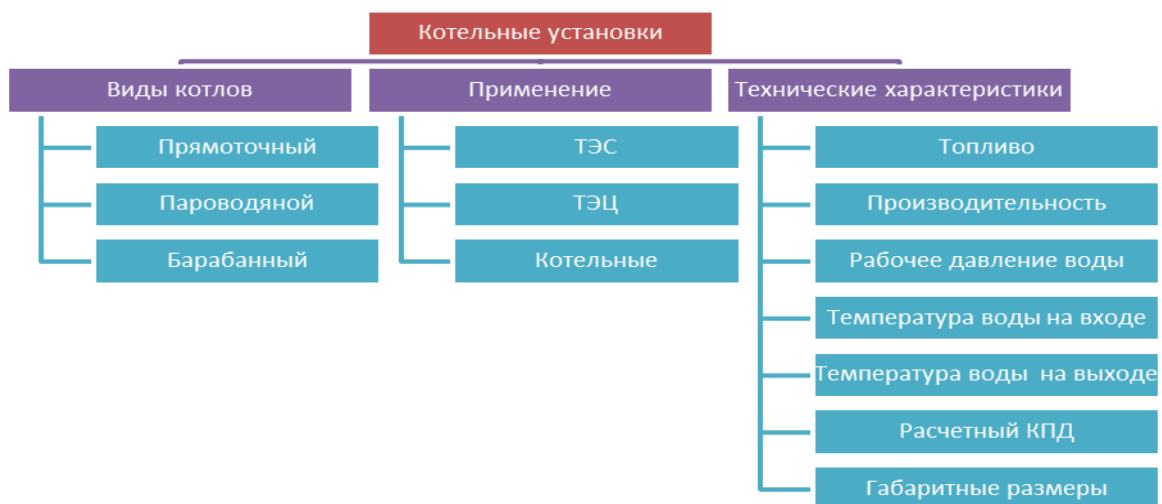 Котельные установки
Виды котлов
Прямоточный
Пароводяной
Барабанный
Применение
ТЭС
ТЭЦ
Котельные
Технические характеристики
Топливо
Производительность
Рабочее давление воды
Температура воды на входе
Температура воды на выходе
Расчетный КПД
Габаритные размеры